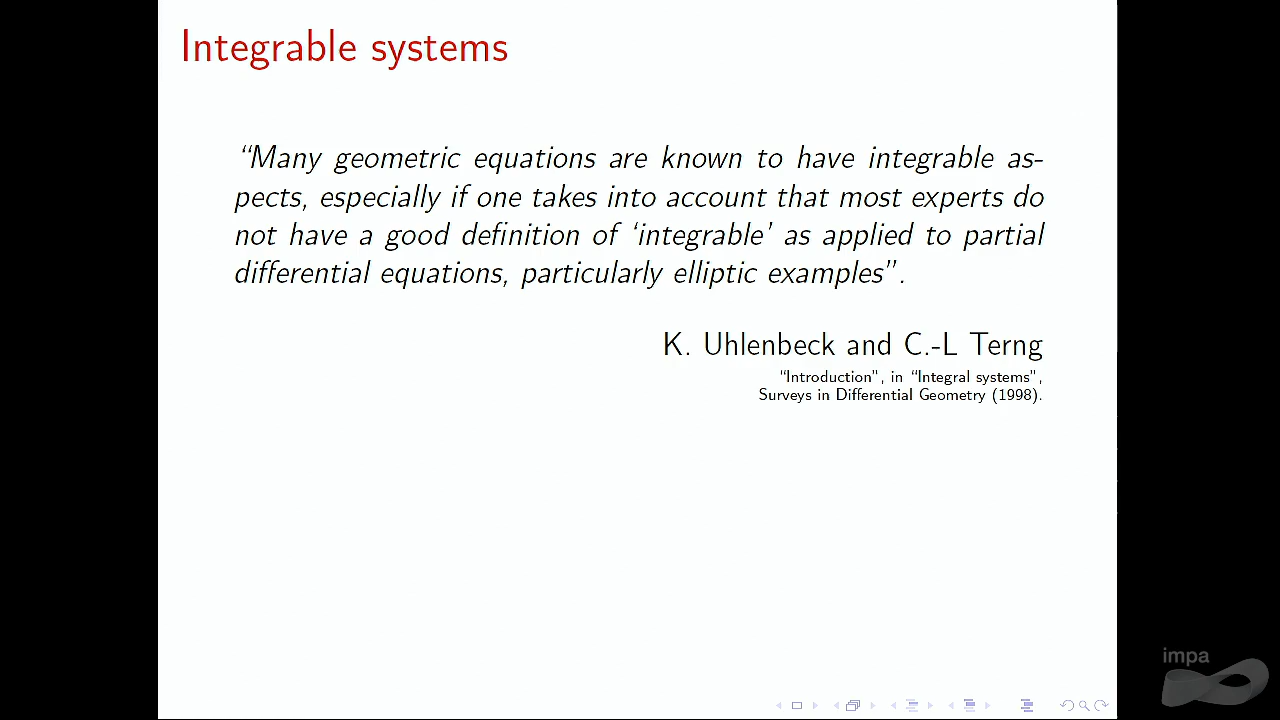 Integrable systems
“Many geometric equations are known to have integrable as-
pects, especially if one takes into account that most experts do
not have a good definition of ‘integrable’ as applied to partial
differential equations, particularly elliptic examples”.
K. Uhlenbeck and C.-L Terng
“Introduction”, in “Integral systems”,
Surveys in Differential Geometry (1998).
impa